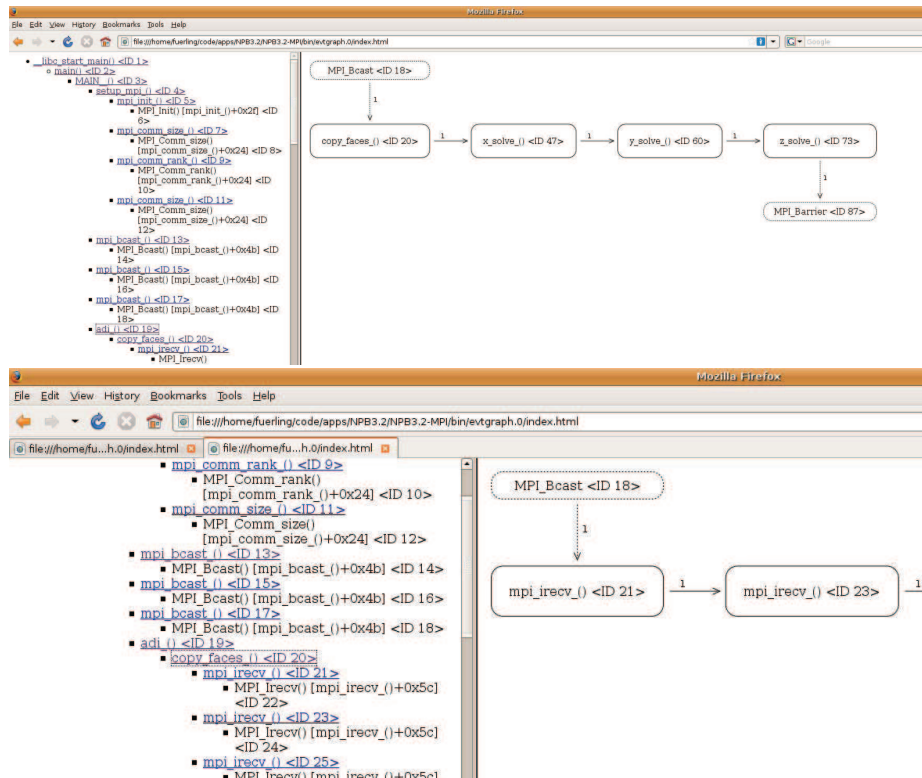 Mozilla Firefox
File Edit View History Bookmarks Tools Help
file:///home/fuerling/code/apps/NPB3.2/NPB3.2-MPI/bin/evtgraph.0/index.html
Google
__libc_start_main() <ID 1>
main() <ID 2>
MAIN__() <ID 3>
setup_mpi_() <ID 4>
mpi_init_() <ID 5>
MPI_Init() [mpi_init_()+0x2f] <ID
6>
mpi_comm_size_() <ID 7>
MPI_Comm_size()
[mpi_comm_size_()+0x24] <ID 8>
mpi_comm_rank_() <ID 9>
MPI_Comm_rank()
[mpi_comm_rank_()+0x24] <ID
10>
mpi_comm_size_() <ID 11>
MPI_Comm_size()
[mpi_comm_size_()+0x24] <ID
12>
mpi_bcast_() <ID 13>
MPI_Bcast() [mpi_bcast_()+0x4b] <ID
14>
mpi_bcast_() <ID 15>
MPI_Bcast() [mpi_bcast_()+0x4b] <ID
16>
mpi_bcast_() <ID 17>
MPI_Bcast() [mpi_bcast_()+0x4b] <ID
18>
adi_() <ID 19>
copy_faces_() <ID 20>
mpi_irecv_() <ID 21>
MPI_Irecv()
MPI_Bcast <ID 18>
1
copy_faces_() <ID 20> 1 x_solve_() <ID 47> 1 y_solve_() <ID 60> 1 z_solve_() <ID 73>
1
MPI_Barrier <ID 87>
Mozilla Firefox
File Edit View History Bookmarks Tools Help
file:///home/fuerling/code/apps/NPB3.2/NPB3.2-MPI/bin/evtgraph.0/index.html
file:///home/fu...h.0/index.html file:///home/fu...h.0/index.html
mpi_comm_rank_() <ID 9>
MPI_Comm_rank()
[mpi_comm_rank_()+0x24] <ID 10>
mpi_comm_size_() <ID 11>
MPI_Comm_size()
[mpi_comm_size_()+0x24] <ID 12>
mpi_bcast_() <ID 13>
MPI_Bcast() [mpi_bcast_()+0x4b] <ID 14>
mpi_bcast_() <ID 15>
MPI_Bcast() [mpi_bcast_()+0x4b] <ID 16>
mpi_bcast_() <ID 17>
MPI_Bcast() [mpi_bcast_()+0x4b] <ID 18>
adi_() <ID 19>
copy_faces_() <ID 20>
mpi_irecv_() <ID 21>
MPI_Irecv() [mpi_irecv_()+0x5c]
<ID 22>
mpi_irecv_() <ID 23>
MPI_Irecv() [mpi_irecv_()+0x5c]
<ID 24>
mpi_irecv_() <ID 25>
MPI_Irecv() [mpi_irecv_()+0x5c]
MPI_Bcast <ID 18>
1
mpi_irecv_() <ID 21> 1 mpi_irecv_() <ID 23> 1